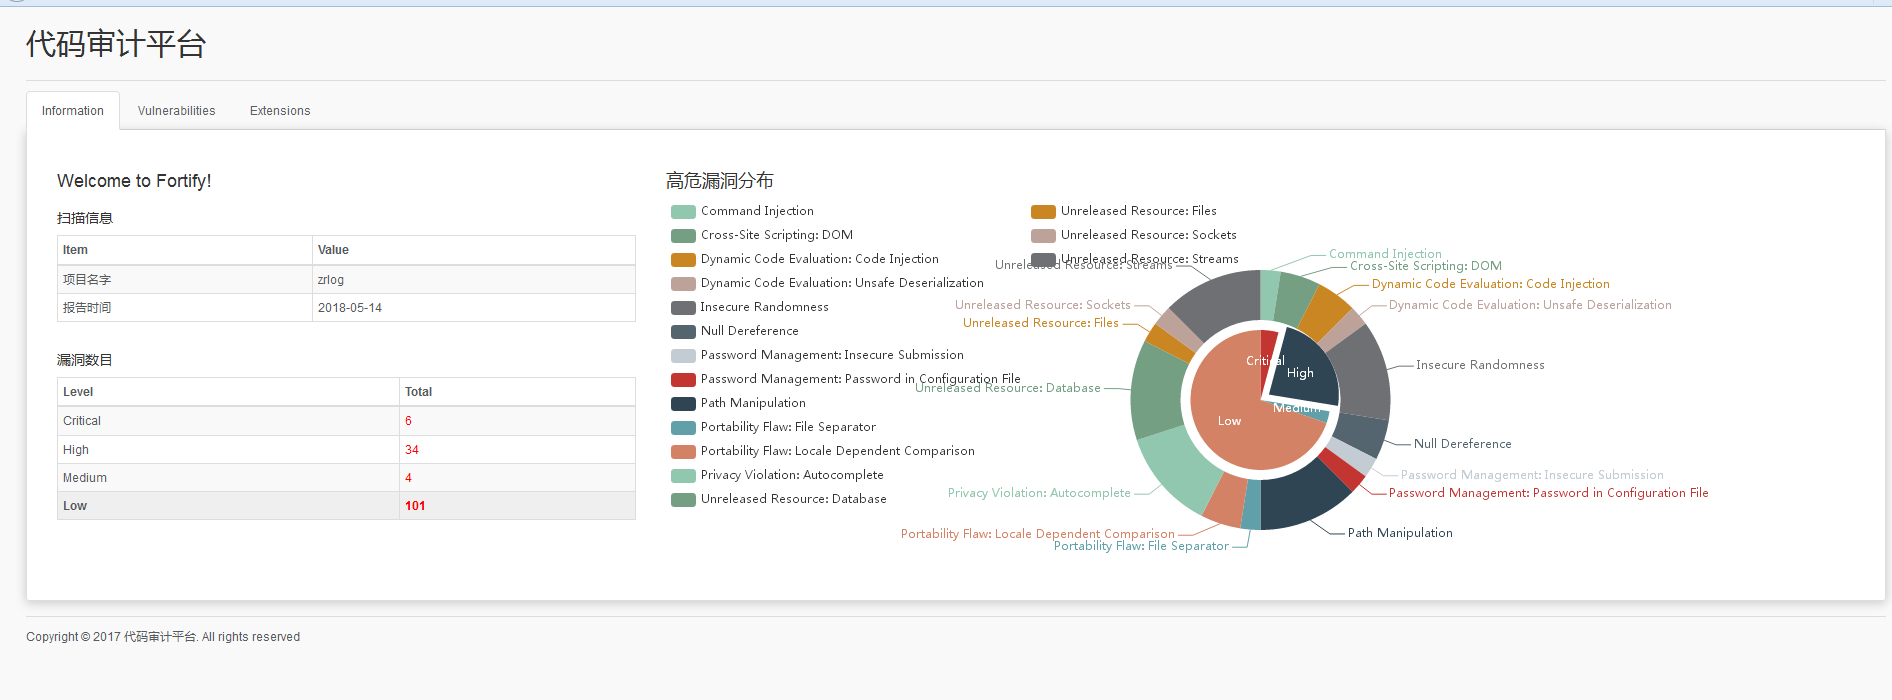 代码审计平台
Information
Vulnerabilities
Extensions
Welcome to Fortify!
扫描信息
Item Value
项目名字 zrlog
报告时间 2018-05-14
漏洞数目
Level Total
Critical 6
High 34
Medium 4
Low 101
高危漏洞分布
Command Injection
Cross-Site Scripting: DOM
Dynamic Code Evaluation: Code Injection
Dynamic Code Evaluation: Unsafe Deserialization
Insecure Randomness
Null Dereference
Password Management: Insecure Submission
Password Management: Password in Configuration File
Path Manipulation
Portability Flaw: File Separator
Portability Flaw: Locale Dependent Comparison
Privacy Violation: Autocomplete
Unreleased Resource: Database
Unreleased Resource: Files
Unreleased Resource: Sockets
Unreleased Resource: Streams
Command Injection
Cross-Site Scripting: DOM
Dynamic Code Evaluation: Code Injection
Dynamic Code Evaluation: Unsafe Deserialization
Insecure Randomness
Null Dereference
Password Management: Insecure Submission
Password Management: Password in Configuration File
Path Manipulation
Portability Flaw: File Separator
Portability Flaw: Locale Dependent Comparison
Privacy Violation: Autocomplete
Unreleased Resource: Database
Unreleased Resource: Files
Unreleased Resource: Sockets
Unreleased Resource: Streams
Critical
High
Medium
Low
Copyright © 2017 代码审计平台. All rights reserved